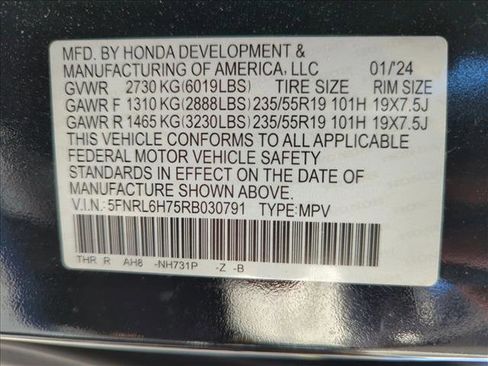 MFD. BY HONDA DEVELOPMENT &
MANUFACTURING OF AMERICA, LLC 01/'24
GVWR 2730 KG(6019LBS) TIRE SIZE RIM SIZE
GAWR F 1310 KG(2888LBS) 235/55R19 101H 19X7.5J
GAWR R 1465 KG(3230LBS) 235/55R19 101H 19X7.5J
THIS VEHICLE CONFORMS TO ALL APPLICABLE
FEDERAL MOTOR VEHICLE SAFETY
STANDARDS IN EFFECT ON THE DATE OF
MANUFACTURE SHOWN ABOVE.
V.I.N.: 5FNRL6H75RB030791 TYPE:MPV
THR R AH8 -NH731P -Z -B